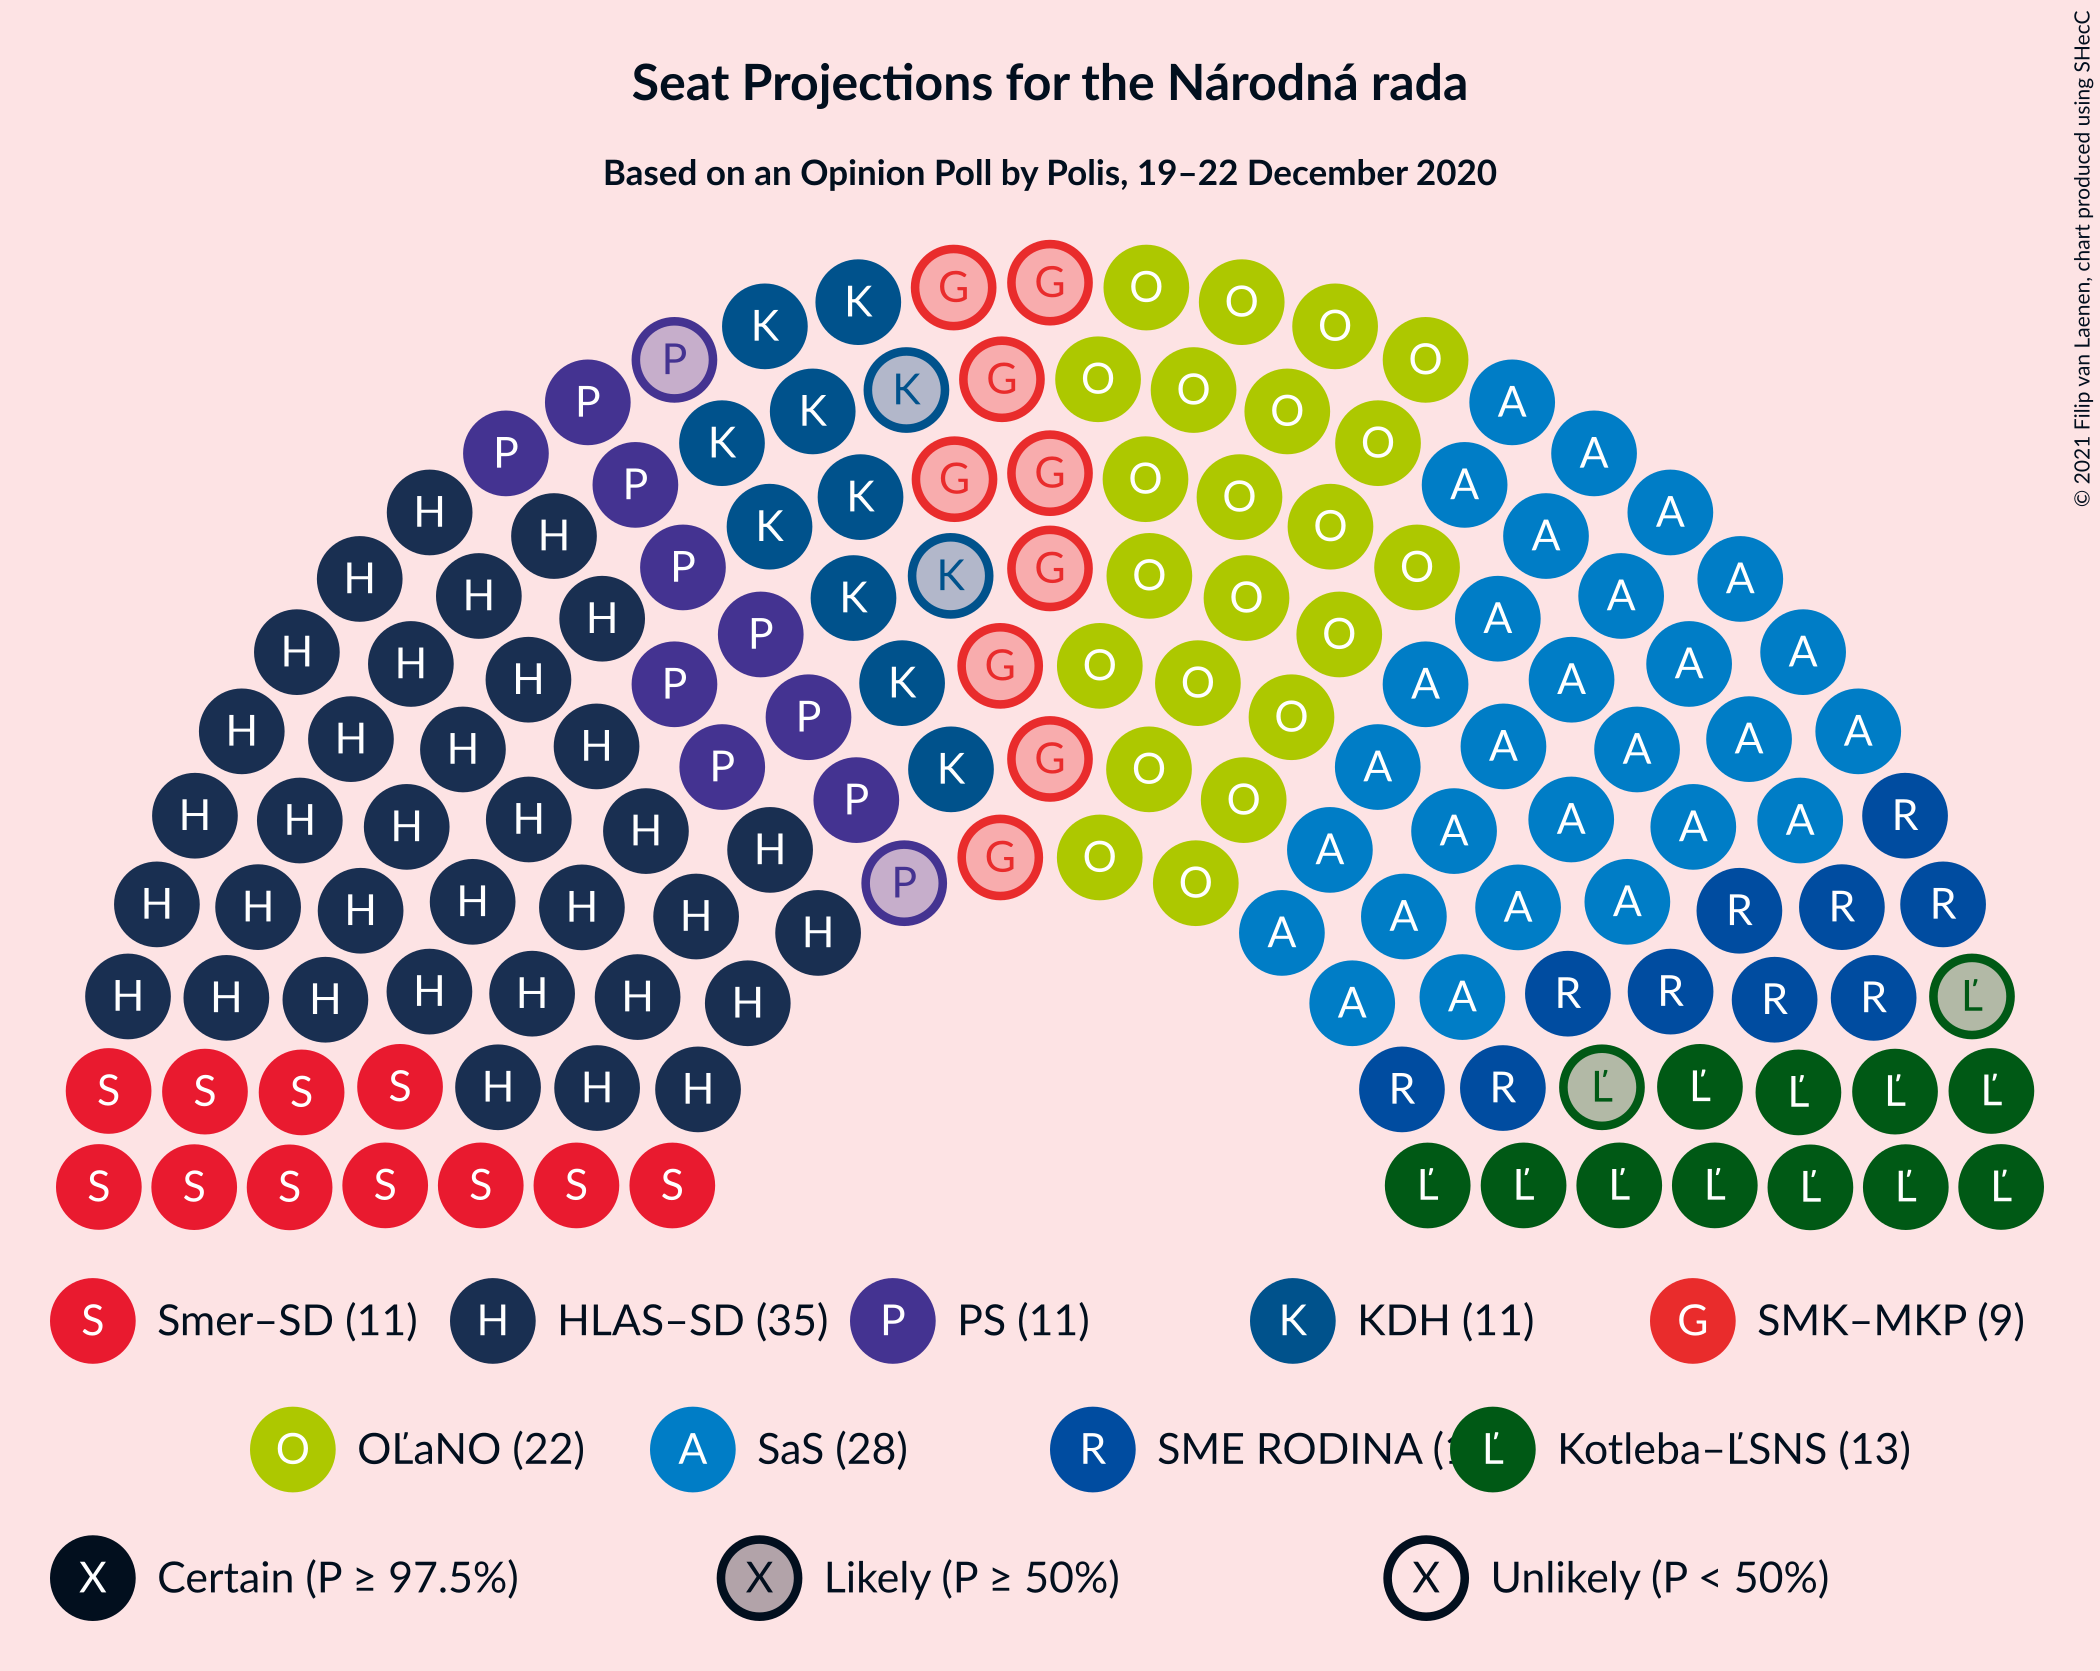 Seat Projections for the Národná rada
Based on an Opinion Poll by Polis, 19–22 December 2020
© 2021 Filip van Laenen, chart produced using SHecC
G G
K O
K O
P K G O O
P K O O A
P K G O A
P K G G O O A
H P K O O A A
H H P K K G O O A A A
H H P O A A
H H P K G O O A A
H H H P K O A A A
H H H H P P K G O O A A A A
H H H H H P G O A A A A R
H H H H H H H P O A A A A R R R
H H H H H H H A A R R R R Ľ
S S S S H H H R R Ľ Ľ Ľ Ľ Ľ
S S S S S S S Ľ Ľ Ľ Ľ Ľ Ľ Ľ
S Smer–SD (11) H HLAS–SD (35) P PS (11) K KDH (11) G SMK–MKP (9)
O OĽaNO (22) A SaS (28) R SME RODINA ( Ľ Kotleba–ĽSNS (13)
X Certain (P ≥ 97.5%) X Likely (P ≥ 50%) X Unlikely (P < 50%)